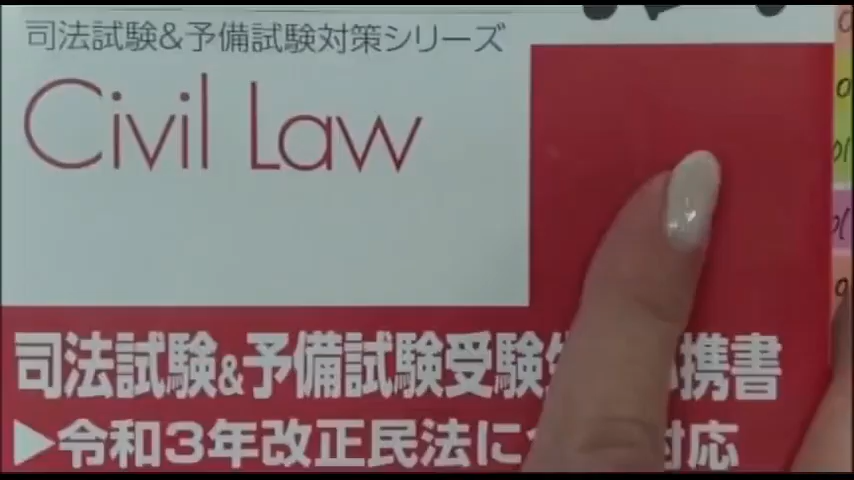 司法試験&予備試験対策シリーズ
Civil Law
司法試験&予備試験受験生 携書
▶令和3年改正民法に 対応